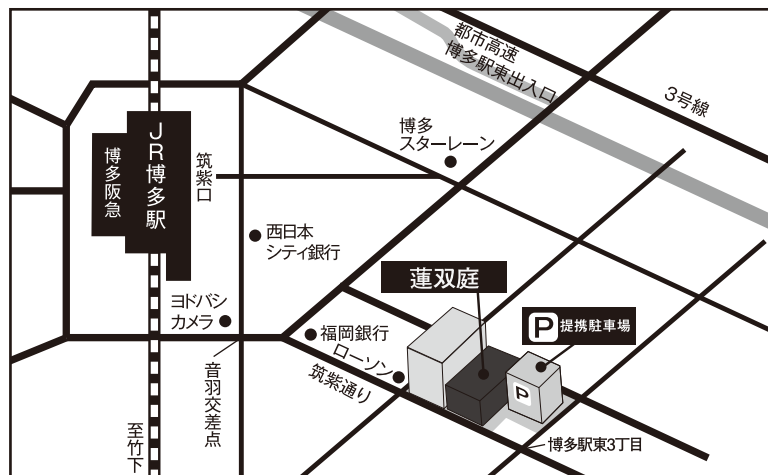 都市高速
博多駅東出入口
3号線
博多
スターレーン
JR博多駅
博多阪急
筑紫口
西日本
シティ銀行
蓮双庭
ヨドバシ
カメラ
福岡銀行
ローソン
筑紫通り
P 提携駐車場
P
音羽交差点
至竹下
博多駅東3丁目